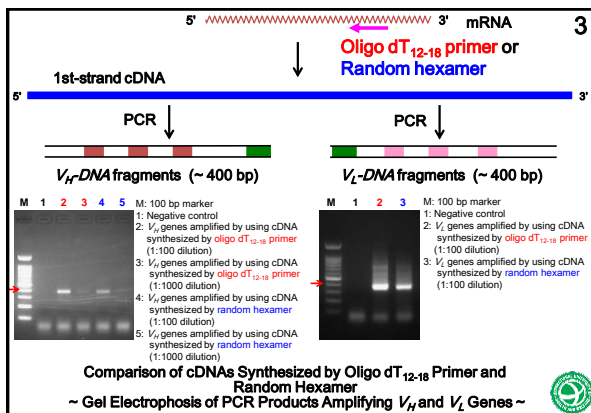 3
5' 3' mRNA
Oligo dT12-18 primer or
Random hexamer
1st-strand cDNA
5' 3'
PCR PCR
VH-DNA fragments (~ 400 bp)
VL-DNA fragments (~ 400 bp)
M 1 2 3 4 5
M: 100 bp marker
1: Negative control
2: VH genes amplified by using cDNA
synthesized by oligo dT12-18 primer
(1:100 dilution)
3: VH genes amplified by using cDNA
synthesized by oligo dT12-18 primer
(1:1000 dilution)
4: VH genes amplified by using cDNA
synthesized by random hexamer
(1:100 dilution)
5: VH genes amplified by using cDNA
synthesized by random hexamer
(1:1000 dilution)
M 1 2 3
M: 100 bp marker
1: Negative control
2: VL genes amplified by using cDNA
synthesized by oligo dT12-18 primer
(1:100 dilution)
3: VL genes amplified by using cDNA
synthesized by random hexamer
(1:100 dilution)
Comparison of cDNAs Synthesized by Oligo dT12-18 Primer and
Random Hexamer
~ Gel Electrophosis of PCR Products Amplifying VH and VL Genes ~